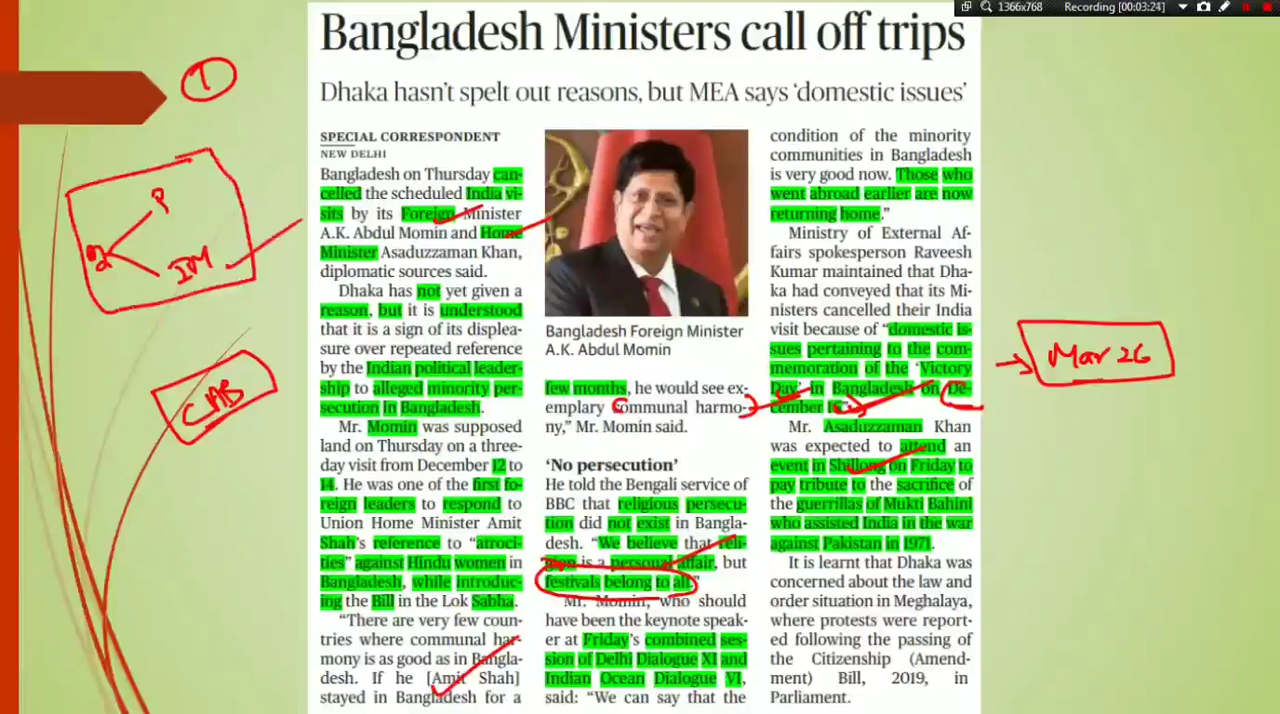 1366x768
Recording [00:03:24]
Bangladesh Ministers call off trips
Dhaka hasn't spelt out reasons, but MEA says 'domestic issues'
SPECIAL CORRESPONDENT
NEW DELHI
Bangladesh on Thursday can-
celled the scheduled India vi-
sits by its Foreign Minister
A.K. Abdul Momin and Home
Minister Asaduzzaman Khan,
diplomatic sources said.
Dhaka has not yet given a
reason, but it is understood
that it is a sign of its displea-
sure over repeated reference
by the Indian political leader-
ship to alleged minority per-
secution in Bangladesh.
Mr. Momin was supposed
land on Thursday on a three-
day visit from December 12 to
14. He was one of the first fo-
reign leaders to respond to
Union Home Minister Amit
Shah's reference to "atroci-
ties" against Hindu women in
Bangladesh, while introduc-
ing the Bill in the Lok Sabha.
"There are very few coun-
tries where communal har-
mony is as good as in Bangla-
desh. If he [Amit Shah]
stayed in Bangladesh for a
Bangladesh Foreign Minister
A.K. Abdul Momin
few months, he would see ex-
emplary communal harmo-
ny," Mr. Momin said.
'No persecution'
He told the Bengali service of
BBC that religious persecu-
tion did not exist in Bangla-
desh. "We believe that reli-
gion is a personal affair, but
festivals belong to all."
Mr. Momin, who should
have been the keynote speak-
er at Friday's combined ses-
sion of Delhi Dialogue XI and
Indian Ocean Dialogue VI,
said: "We can say that the
condition of the minority
communities in Bangladesh
is very good now. Those who
went abroad earlier are now
returning home."
Ministry of External Af-
fairs spokesperson Raveesh
Kumar maintained that Dha-
ka had conveyed that its Mi-
nisters cancelled their India
visit because of "domestic is-
sues pertaining to the com-
memoration of the 'Victory
Day' in Bangladesh on De-
cember 16".
Mr. Asaduzzaman Khan
was expected to attend an
event in Shillong on Friday to
pay tribute to the sacrifice of
the guerrillas of Mukti Bahini
who assisted India in the war
against Pakistan in 1971.
It is learnt that Dhaka was
concerned about the law and
order situation in Meghalaya,
where protests were report-
ed following the passing of
the Citizenship (Amend-
ment) Bill, 2019, in
Parliament.
1
P
IM
CAB
Mar 26